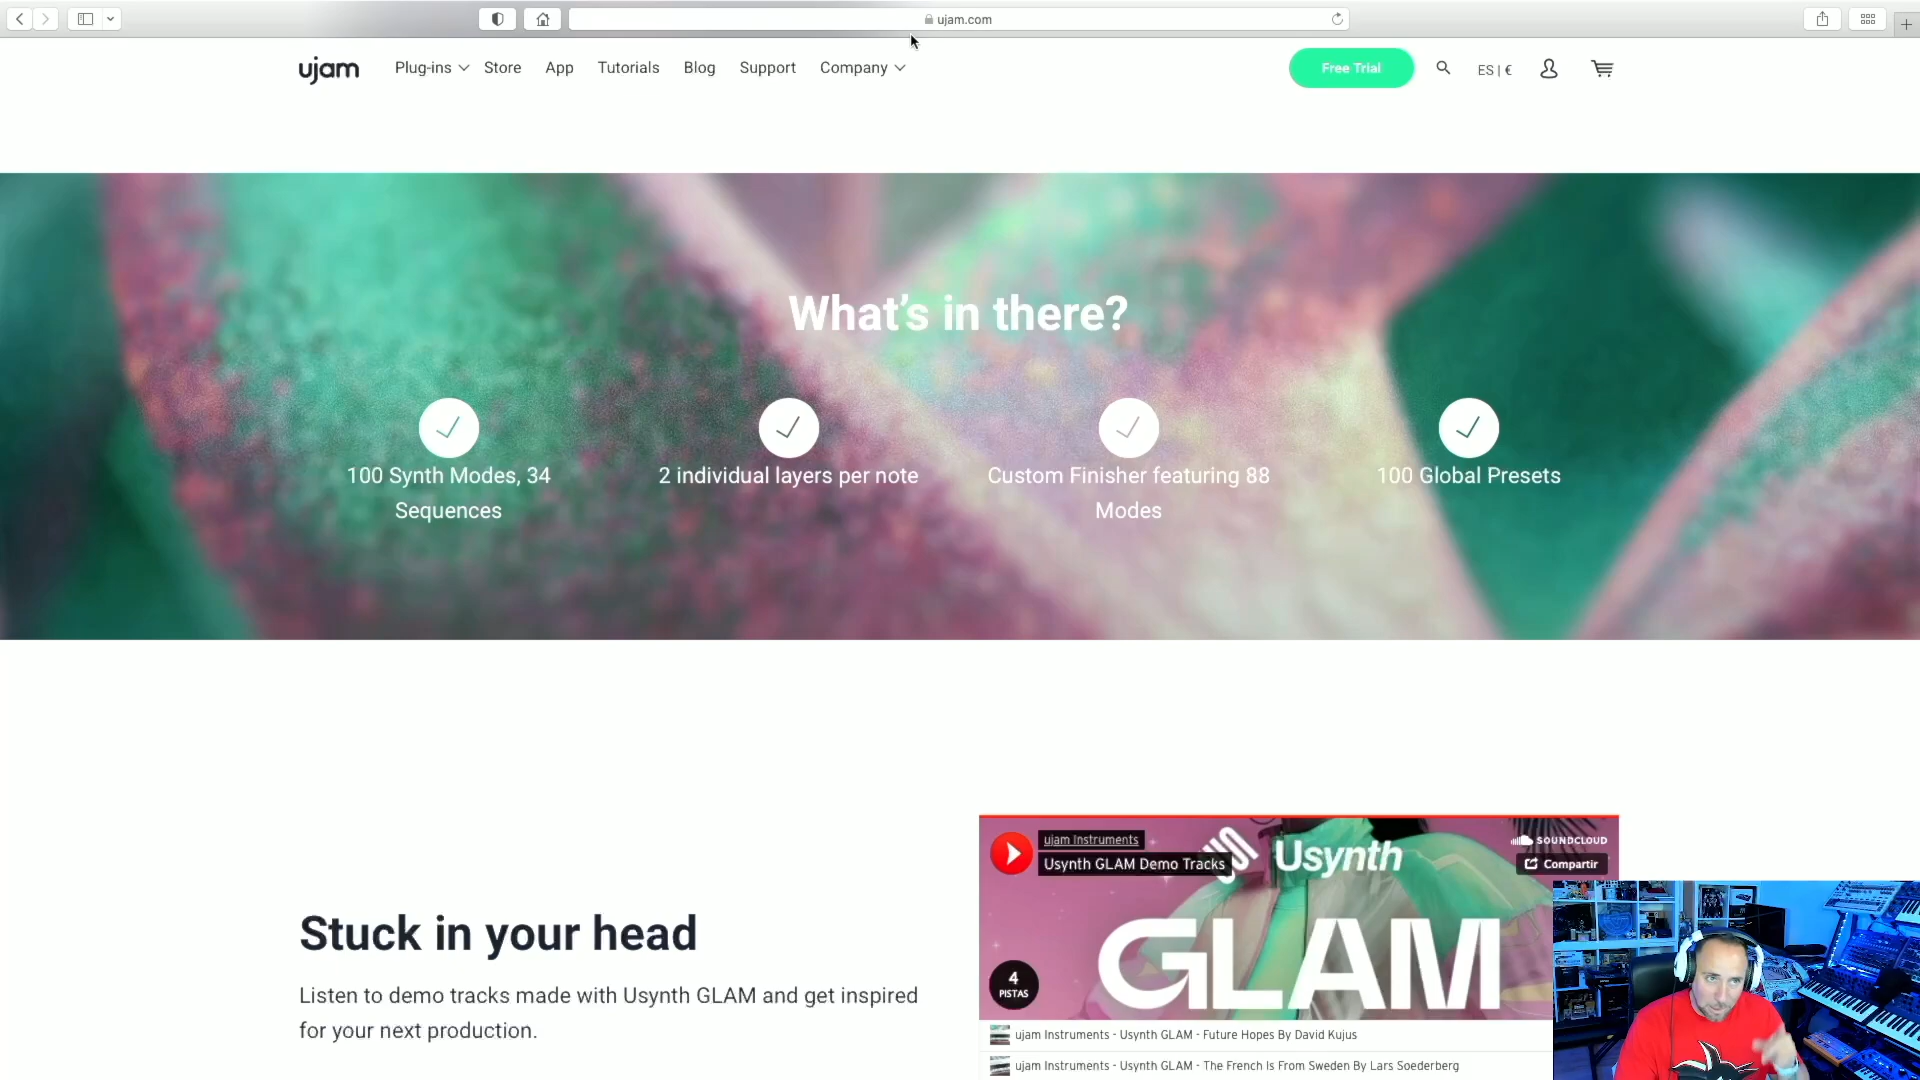 ujam.com
ujam
Plug-ins
Store
App
Tutorials
Blog
Support
Company
Free Trial
ES | €
What's in there?
100 Synth Modes, 34
Sequences
2 individual layers per note
Custom Finisher featuring 88
Modes
100 Global Presets
Stuck in your head
Listen to demo tracks made with Usynth GLAM and get inspired
for your next production.
ujam Instruments
Usynth GLAM Demo Tracks
Usynth
SOUNDCLOUD
Compartir
GLAM
4
PISTAS
ujam Instruments - Usynth GLAM - Future Hopes By David Kujus
ujam Instruments - Usynth GLAM - The French Is From Sweden By Lars Soederberg